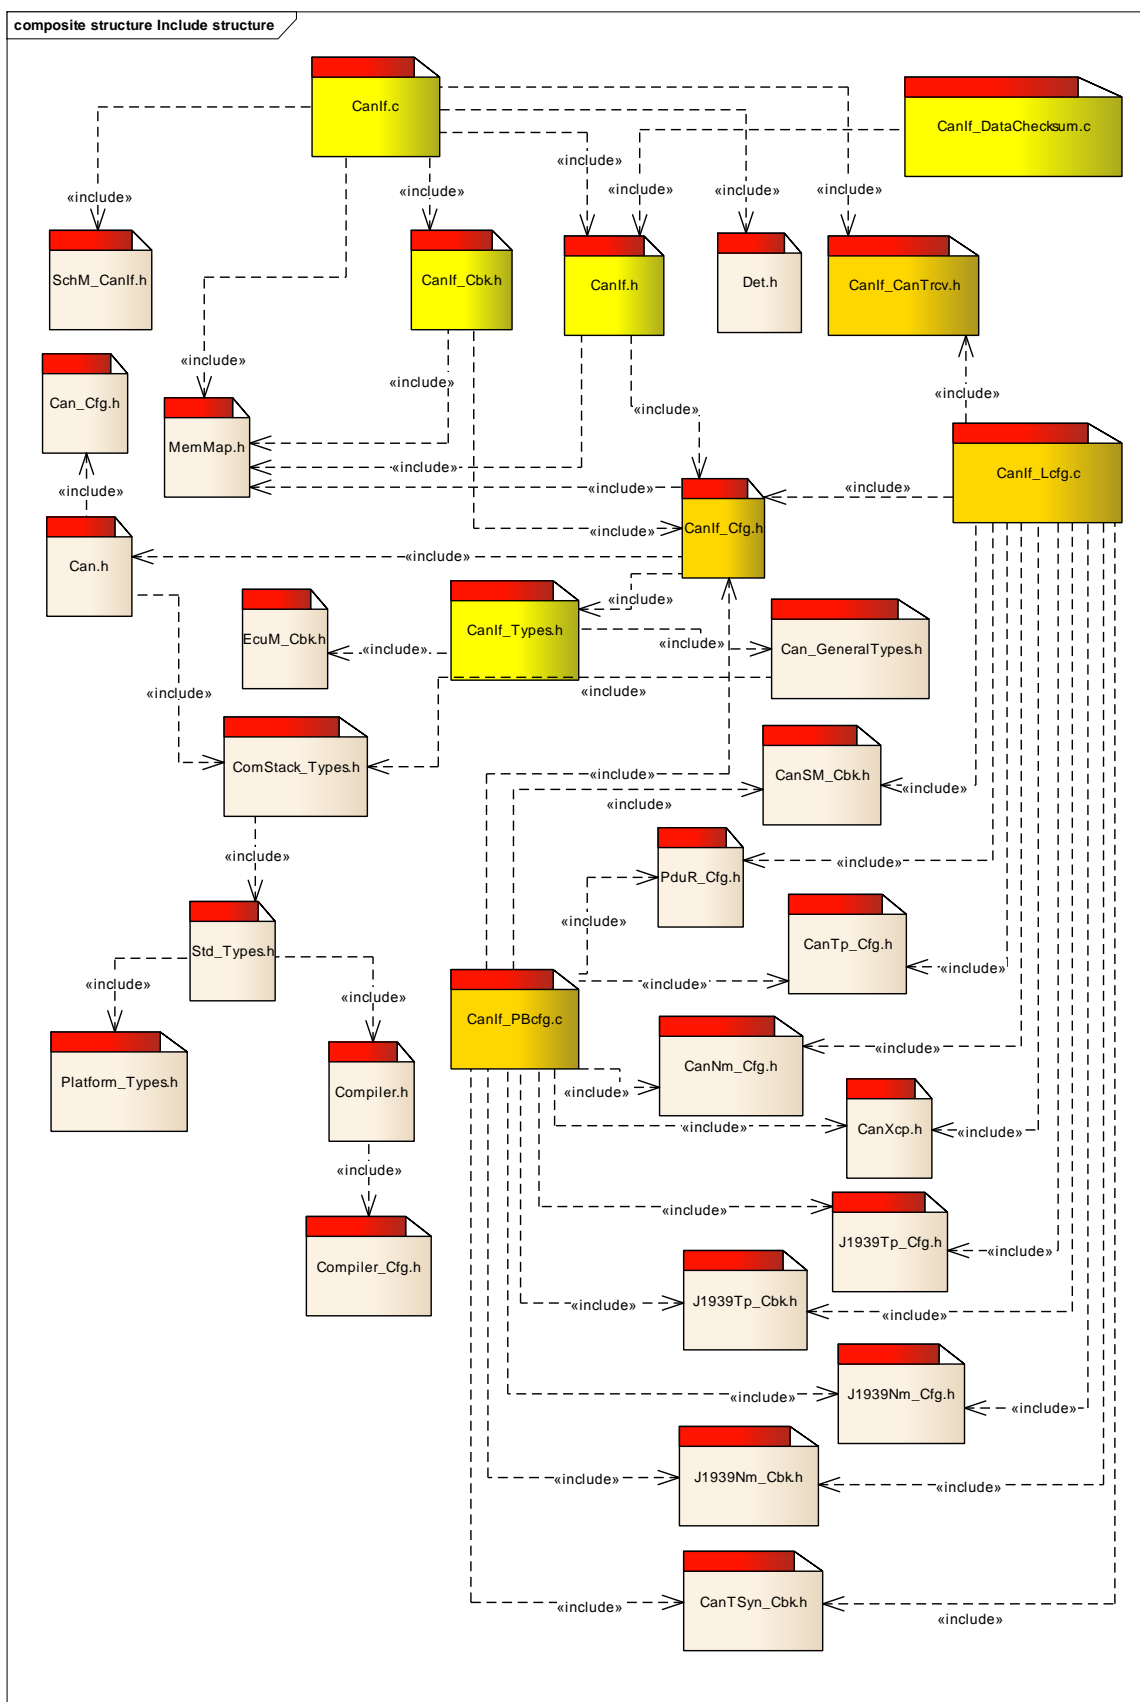 composite structure Include structure
CanIf.c
CanIf_DataChecksum.c
«include»
«include»
«include»
«include»
«include»
«include»
SchM_CanIf.h
CanIf_Cbk.h
CanIf.h
Det.h
CanIf_CanTrcv.h
«include»
«include»
«include»
«include»
Can_Cfg.h
MemMap.h
«include»
CanIf_Lcfg.c
«include»
«include»
«include»
CanIf_Cfg.h
«include»
Can.h
«include»
«include»
EcuM_Cbk.h
CanIf_Types.h
«include»
«include»
Can_GeneralTypes.h
«include»
«include»
ComStack_Types.h
«include»
CanSM_Cbk.h
«include»
«include»
«include»
«include»
PduR_Cfg.h
«include»
Std_Types.h
CanTp_Cfg.h
«include»
«include»
«include»
«include»
CanIf_PBcfg.c
«include»
Platform_Types.h
Compiler.h
CanNm_Cfg.h
«include»
«include»
CanXcp.h
«include»
«include»
«include»
J1939Tp_Cfg.h
«include»
Compiler_Cfg.h
J1939Tp_Cbk.h
«include»
«include»
J1939Nm_Cfg.h
«include»
«include»
J1939Nm_Cbk.h
«include»
«include»
CanTSyn_Cbk.h
«include»
«include»